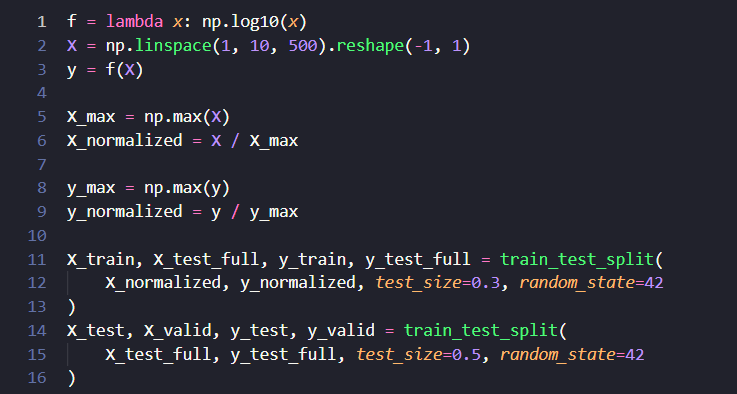 1 f = lambda x: np.log10(x)
2 X = np.linspace(1, 10, 500).reshape(-1, 1)
3 y = f(X)
4
5 X_max = np.max(X)
6 X_normalized = X / X_max
7
8 y_max = np.max(y)
9 y_normalized = y / y_max
10
11 X_train, X_test_full, y_train, y_test_full = train_test_split(
12     X_normalized, y_normalized, test_size=0.3, random_state=42
13 )
14 X_test, X_valid, y_test, y_valid = train_test_split(
15     X_test_full, y_test_full, test_size=0.5, random_state=42
16 )